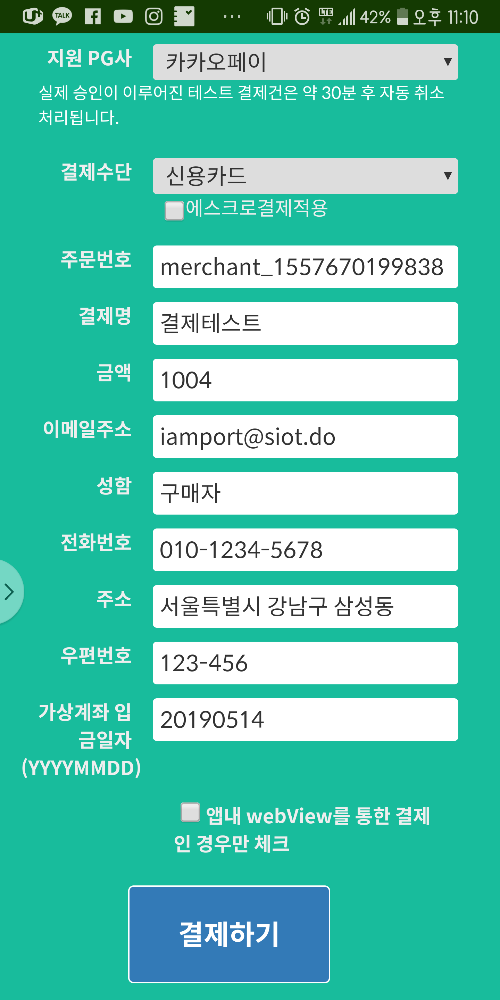 TALK
LTE
42%
오후 11:10
지원 PG사
카카오페이
실제 승인이 이루어진 테스트 결제건은 약 30분 후 자동 취소
처리됩니다.
결제수단
신용카드
에스크로결제적용
주문번호
merchant_1557670199838
결제명
결제테스트
금액
1004
이메일주소
iamport@siot.do
성함
구매자
전화번호
010-1234-5678
주소
서울특별시 강남구 삼성동
우편번호
123-456
가상계좌 입
금일자
(YYYYMMDD)
20190514
앱내 webView를 통한 결제
인 경우만 체크
결제하기